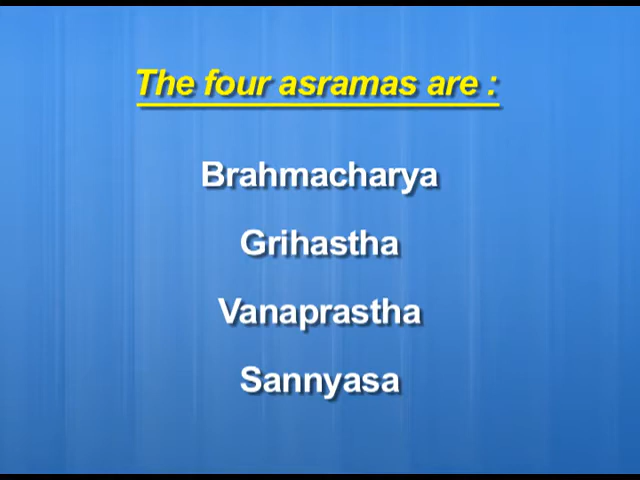 The four asramas are :
Brahmacharya
Grihastha
Vanaprastha
Sannyasa